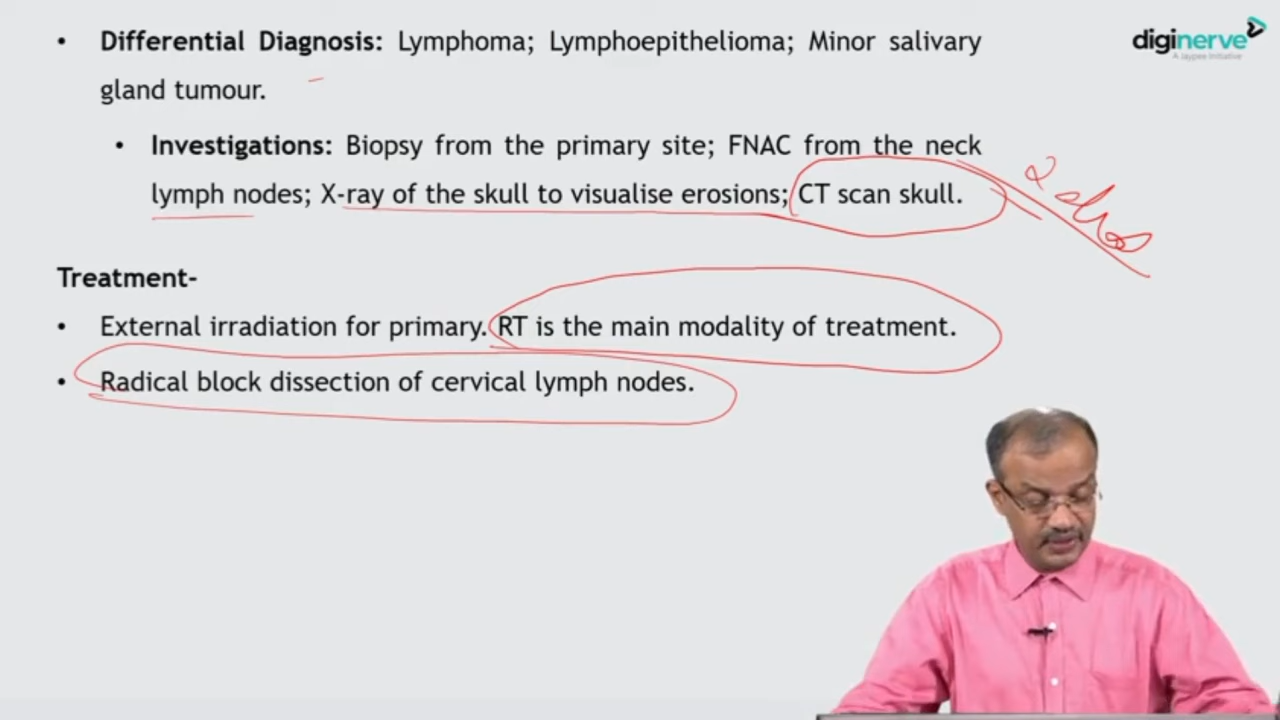 • Differential Diagnosis: Lymphoma; Lymphoepithelioma; Minor salivary
gland tumour.
• Investigations: Biopsy from the primary site; FNAC from the neck
lymph nodes; X-ray of the skull to visualise erosions; CT scan skull.
Treatment-
• External irradiation for primary. RT is the main modality of treatment.
• Radical block dissection of cervical lymph nodes.
diginerve
A Jaypee Initiative